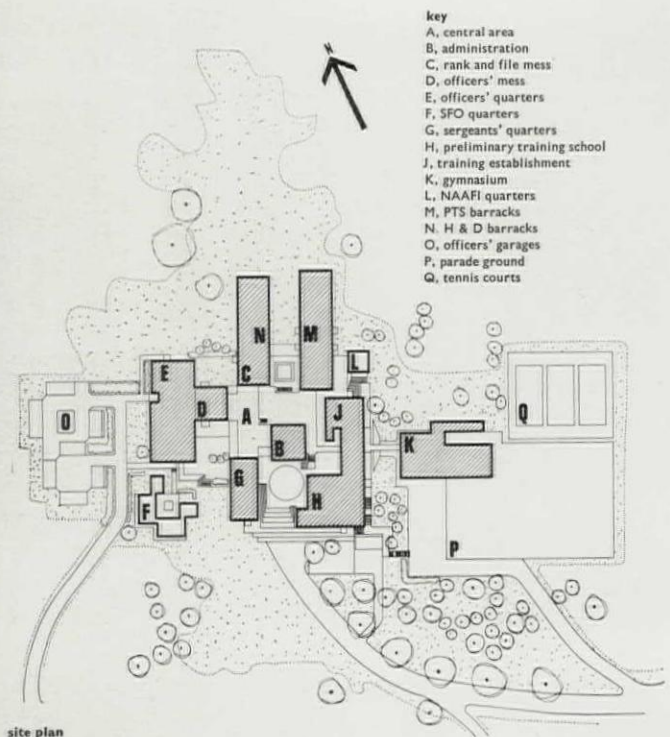 key
A, central area
B, administration
C, rank and file mess
D, officers' mess
E, officers' quarters
F, SFO quarters
G, sergeants' quarters
H, preliminary training school
J, training establishment
K, gymnasium
L, NAAFI quarters
M, PTS barracks
N. H & D barracks
O, officers' garages
P, parade ground
Q, tennis courts
N
N
M
L
E
C
Q
D
J
O
A
B
K
G
H
F
P
site plan